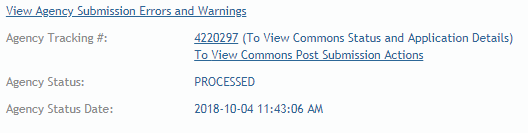 View Agency Submission Errors and Warnings
Agency Tracking #: 4220297 (To View Commons Status and Application Details)
To View Commons Post Submission Actions
Agency Status: PROCESSED
Agency Status Date: 2018-10-04 11:43:06 AM